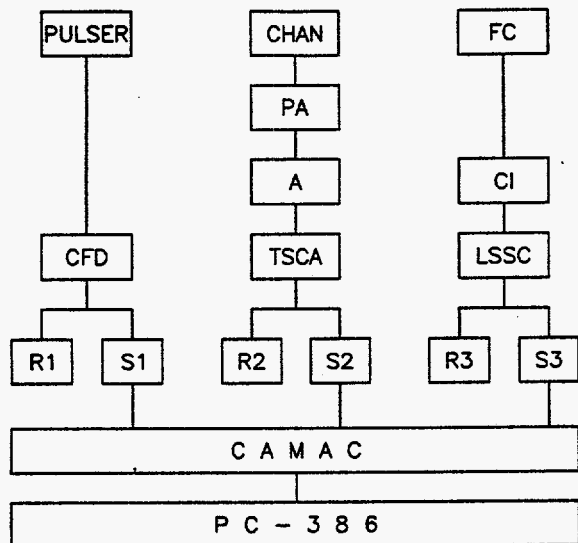 PULSER CHAN FC
PA
A CI
CFD TSCA LSSC
R1 S1 R2 S2 R3 S3
C A M A C
P C - 3 8 6